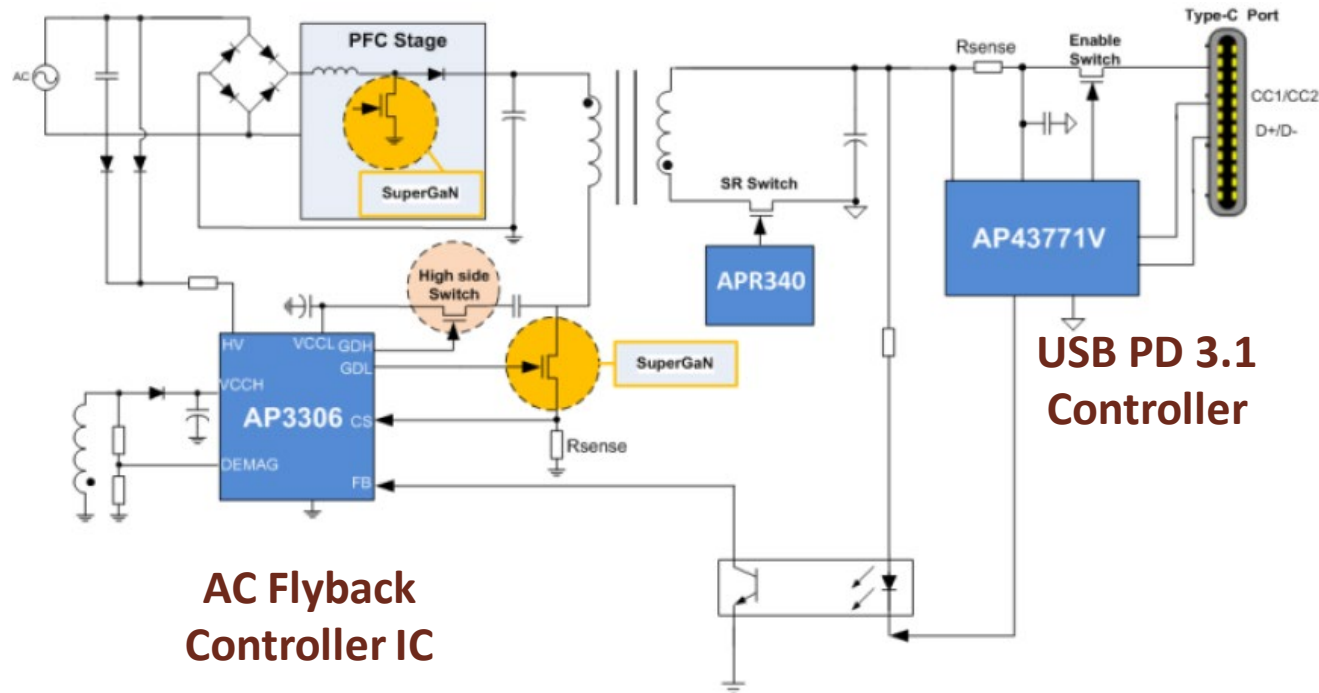 Type-C Port
PFC Stage
Rsense
Enable
Switch
AC
CC1/CC2
D+/D-
SuperGaN
SR Switch
AP43771V
High side
Switch
APR340
HV
VCCL
GDH
GDL
SuperGaN
USB PD 3.1
Controller
VCCH
AP3306
CS
Rsense
DEMAG
FB
AC Flyback
Controller IC